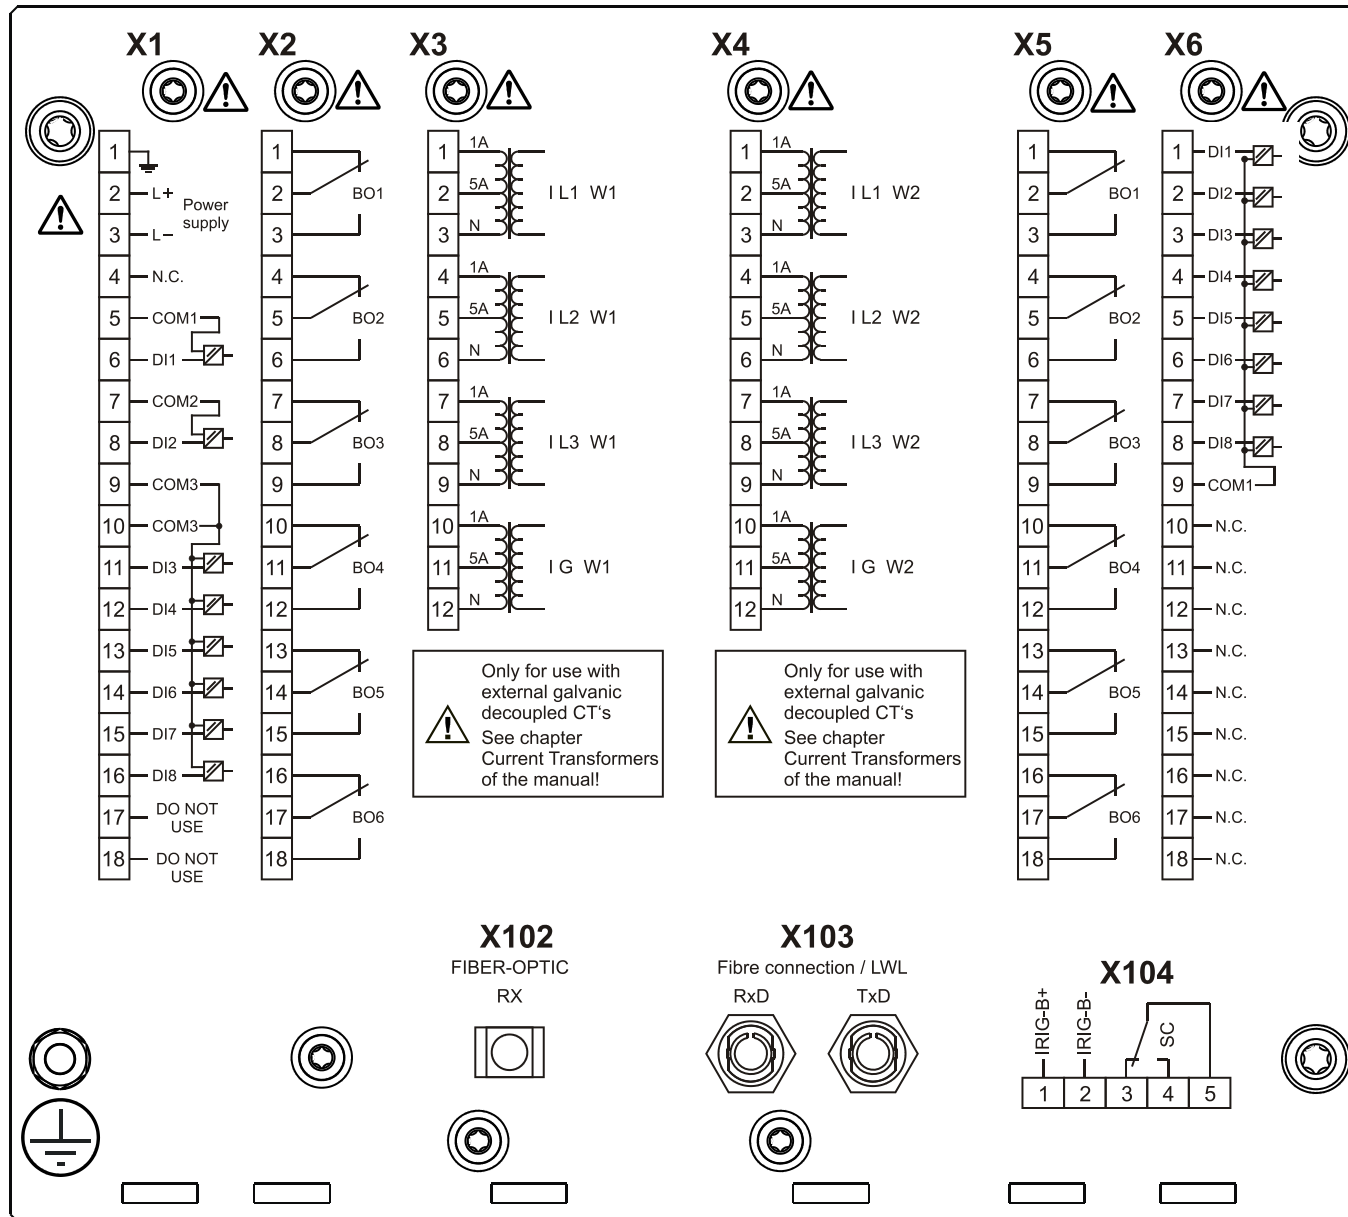 X1 X2 X3 X4 X5 X6
1
2 L+ Power
supply
3 L−
4 N.C.
5 COM1
6 DI1
7 COM2
8 DI2
9 COM3
10 COM3
11 DI3
12 DI4
13 DI5
14 DI6
15 DI7
16 DI8
17 DO NOT
USE
18 DO NOT
USE
1
2 BO1
3
4
5 BO2
6
7
8 BO3
9
10
11 BO4
12
13
14 BO5
15
16
17 BO6
18
1 1A
2 5A I L1 W1
3 N
4 1A
5 5A I L2 W1
6 N
7 1A
8 5A I L3 W1
9 N
10 1A
11 5A I G W1
12 N
Only for use with
external galvanic
decoupled CT‘s
See chapter
Current Transformers
of the manual!
1 1A
2 5A I L1 W2
3 N
4 1A
5 5A I L2 W2
6 N
7 1A
8 5A I L3 W2
9 N
10 1A
11 5A I G W2
12 N
Only for use with
external galvanic
decoupled CT‘s
See chapter
Current Transformers
of the manual!
1
2 BO1
3
4
5 BO2
6
7
8 BO3
9
10
11 BO4
12
13
14 BO5
15
16
17 BO6
18
1 DI1
2 DI2
3 DI3
4 DI4
5 DI5
6 DI6
7 DI7
8 DI8
9 COM1
10 N.C.
11 N.C.
12 N.C.
13 N.C.
14 N.C.
15 N.C.
16 N.C.
17 N.C.
18 N.C.
X102
FIBER-OPTIC
RX
X103
Fibre connection / LWL
RxD TxD
X104
IRIG-B+
IRIG-B-
SC
1 2 3 4 5